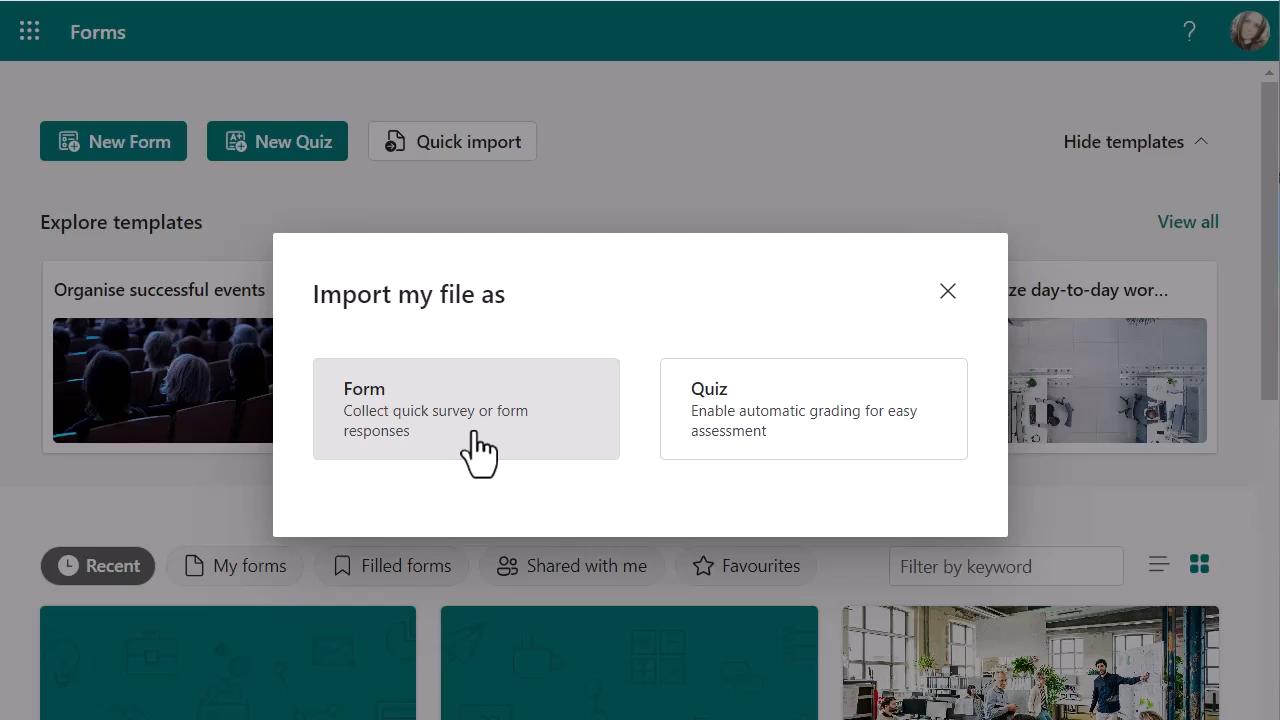 Forms
New Form
New Quiz
Quick import
Hide templates
Explore templates
View all
Organise successful events
ze day-to-day wor...
Import my file as
Form
Collect quick survey or form
responses
Quiz
Enable automatic grading for easy
assessment
Recent
My forms
Filled forms
Shared with me
Favourites
Filter by keyword